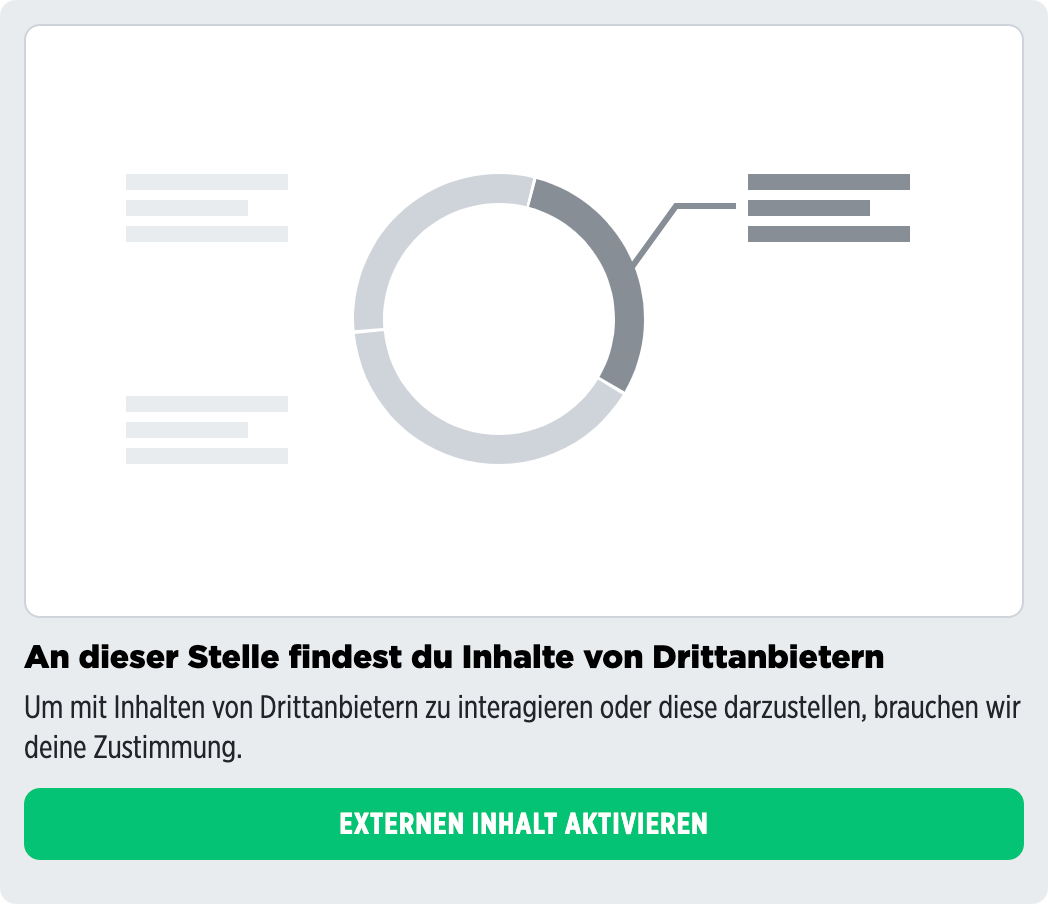 An dieser Stelle findest du Inhalte von Drittanbietern
Um mit Inhalten von Drittanbietern zu interagieren oder diese darzustellen, brauchen wir
deine Zustimmung.
EXTERNEN INHALT AKTIVIEREN